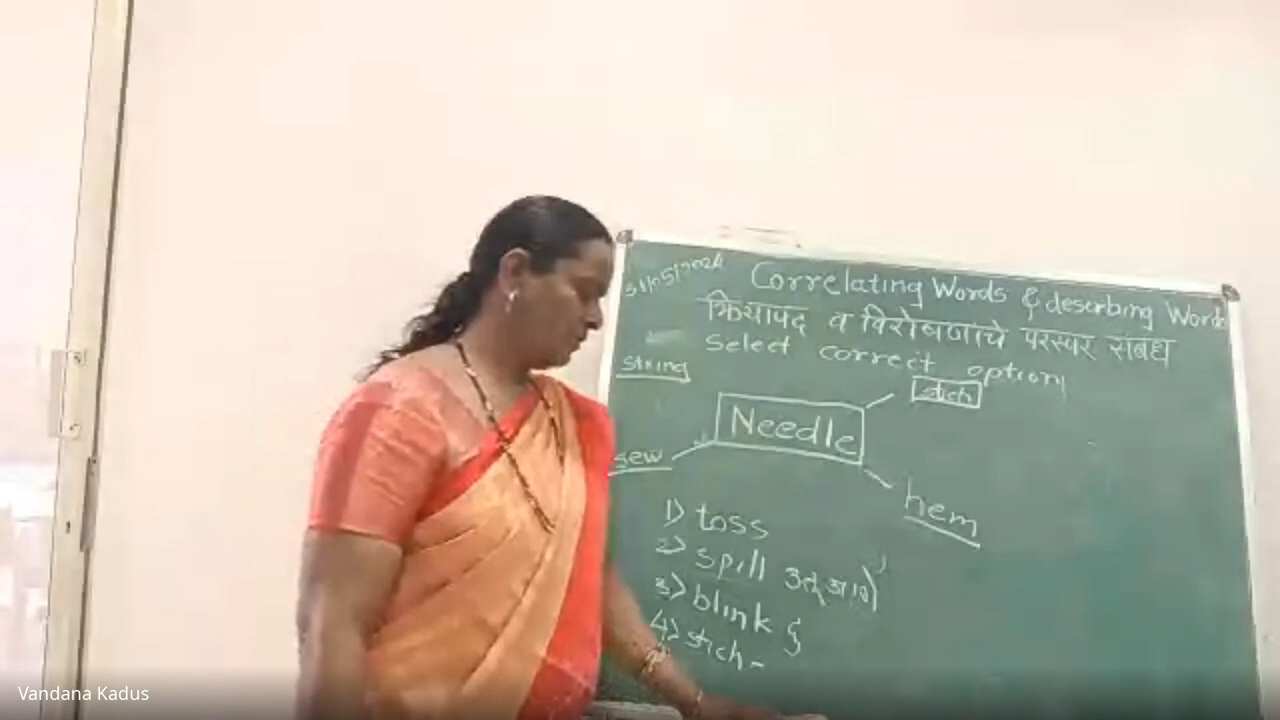 31/05/2024 Correlating Words & describing Words
क्रियापद व विशेषणांचे परस्पर संबंध
Select correct option
string
stich
Needle
sew
hem
1) toss
2) spill
3) blink
4) stich-
Vandana Kadus